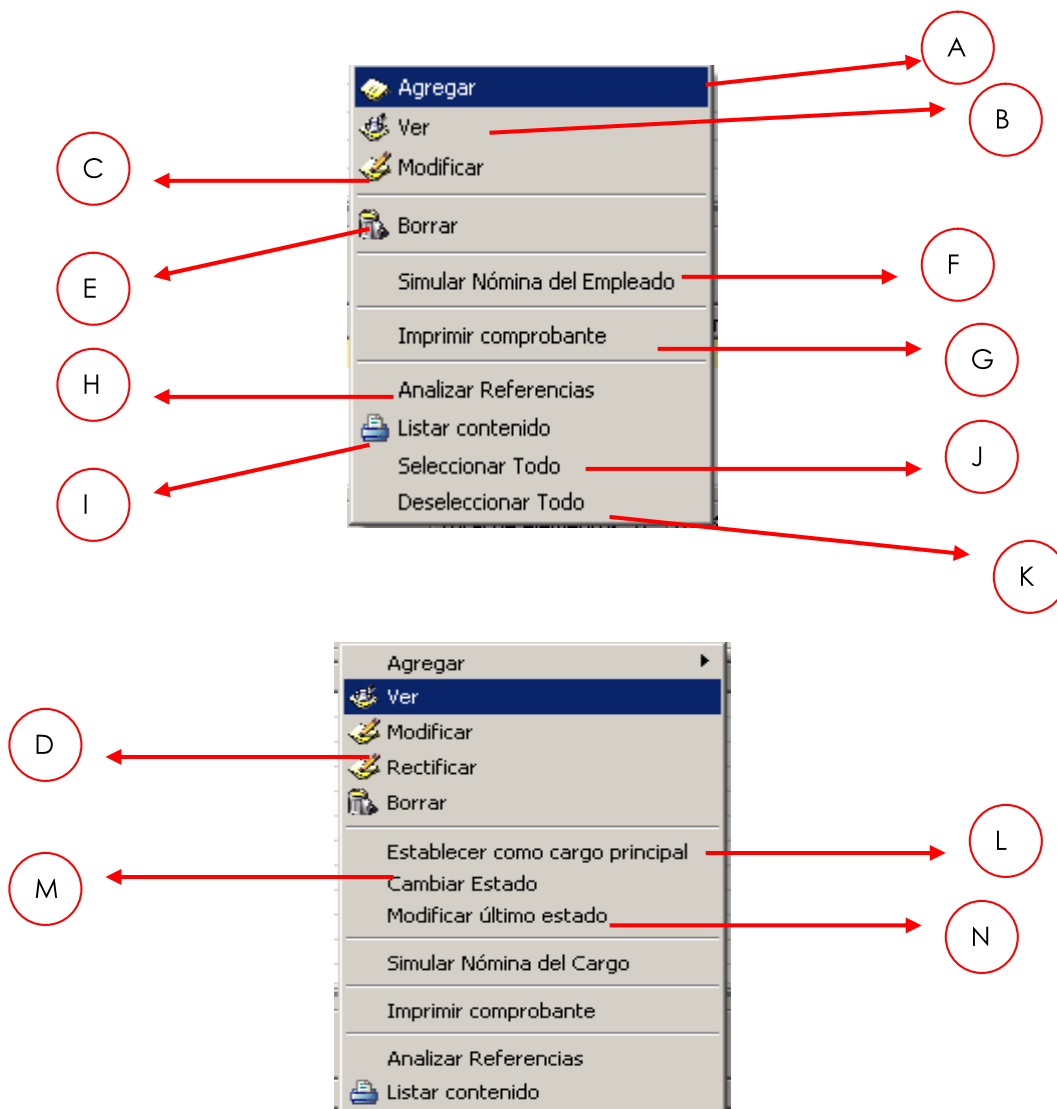 A
Agregar
B
Ver
C
Modificar
Borrar
E
F
Simular Nómina del Empleado
Imprimir comprobante
G
H
Analizar Referencias
Listar contenido
J
Seleccionar Todo
I
Deseleccionar Todo
K
Agregar
Ver
D
Modificar
Rectificar
Borrar
L
Establecer como cargo principal
M
Cambiar Estado
Modificar último estado
N
Simular Nómina del Cargo
Imprimir comprobante
Analizar Referencias
Listar contenido